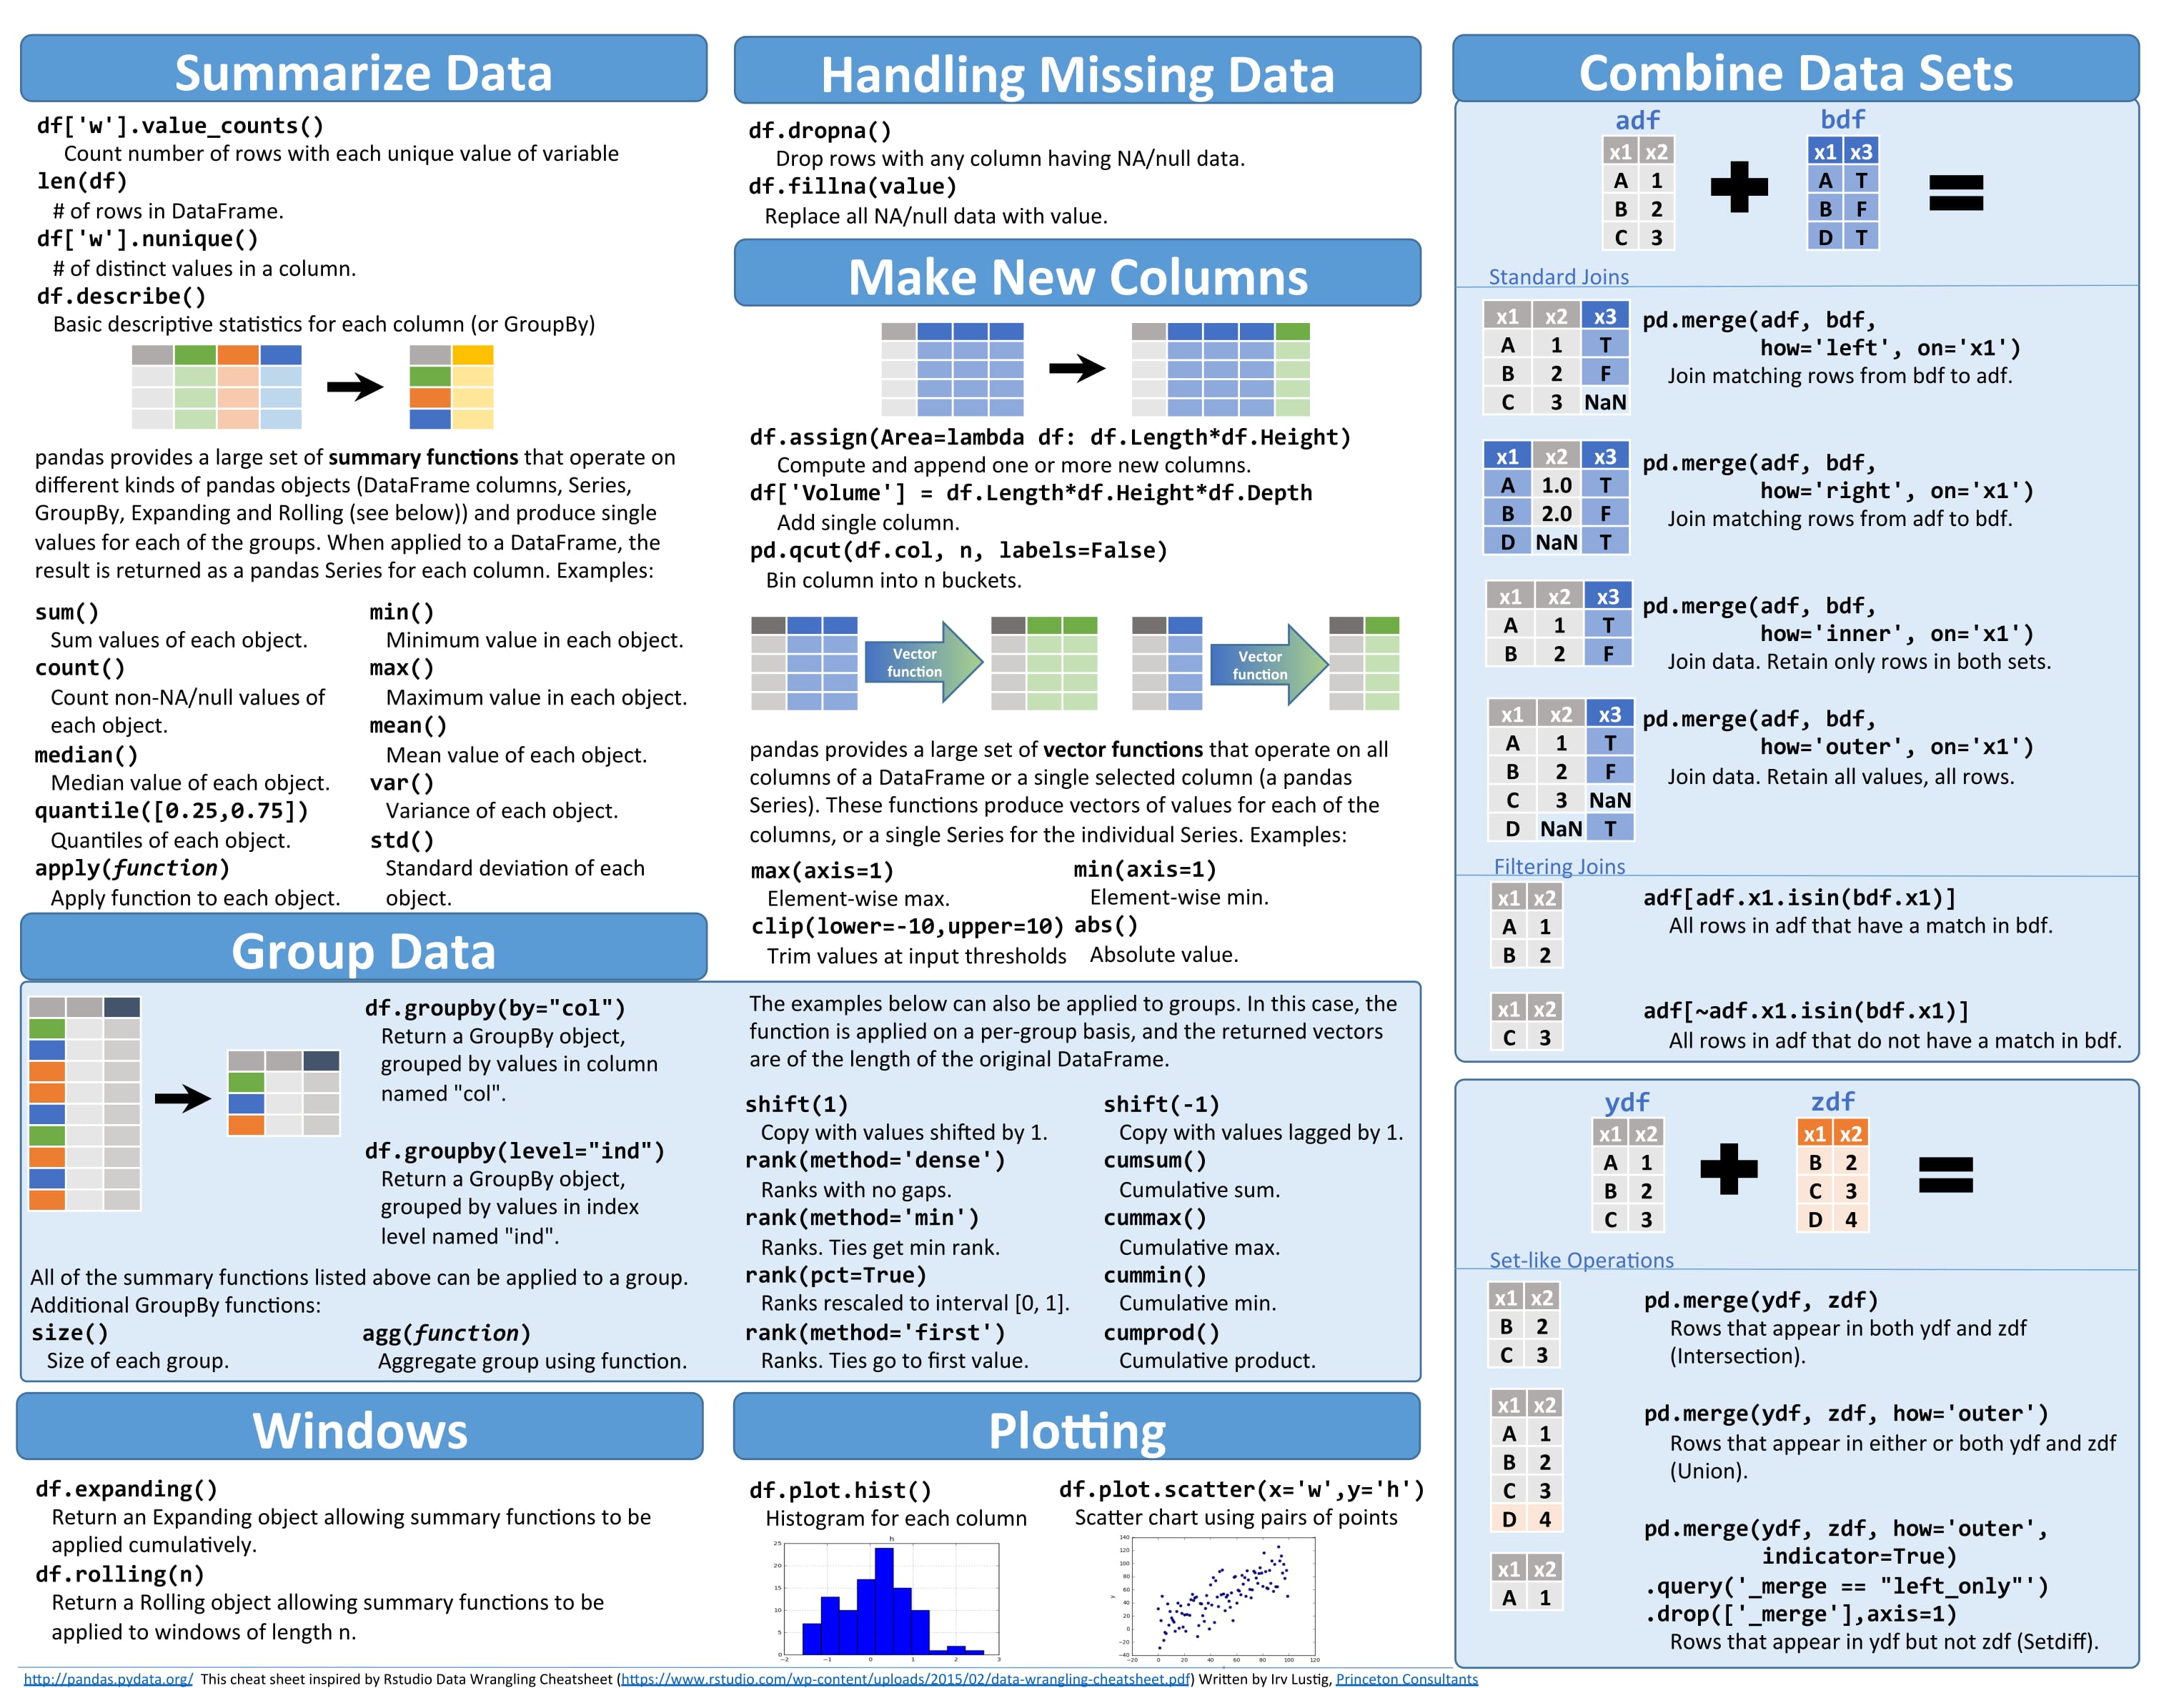 Summarize Data
df['w'].value_counts()
Count number of rows with each unique value of variable
len(df)
# of rows in DataFrame.
df['w'].nunique()
# of distinct values in a column.
df.describe()
Basic descriptive statistics for each column (or GroupBy)
pandas provides a large set of summary functions that operate on
different kinds of pandas objects (DataFrame columns, Series,
GroupBy, Expanding and Rolling (see below)) and produce single
values for each of the groups. When applied to a DataFrame, the
result is returned as a pandas Series for each column. Examples:
sum()
Sum values of each object.
count()
Count non-NA/null values of
each object.
median()
Median value of each object.
quantile([0.25,0.75])
Quantiles of each object.
apply(function)
Apply function to each object.
min()
Minimum value in each object.
max()
Maximum value in each object.
mean()
Mean value of each object.
var()
Variance of each object.
std()
Standard deviation of each
object.
Group Data
df.groupby(by="col")
Return a GroupBy object,
grouped by values in column
named "col".
df.groupby(level="ind")
Return a GroupBy object,
grouped by values in index
level named "ind".
All of the summary functions listed above can be applied to a group.
Additional GroupBy functions:
size()
Size of each group.
agg(function)
Aggregate group using function.
Windows
df.expanding()
Return an Expanding object allowing summary functions to be
applied cumulatively.
df.rolling(n)
Return a Rolling object allowing summary functions to be
applied to windows of length n.
Handling Missing Data
df.dropna()
Drop rows with any column having NA/null data.
df.fillna(value)
Replace all NA/null data with value.
Make New Columns
df.assign(Area=lambda df: df.Length*df.Height)
Compute and append one or more new columns.
df['Volume'] = df.Length*df.Height*df.Depth
Add single column.
pd.qcut(df.col, n, labels=False)
Bin column into n buckets.
Vector
function
Vector
function
pandas provides a large set of vector functions that operate on all
columns of a DataFrame or a single selected column (a pandas
Series). These functions produce vectors of values for each of the
columns, or a single Series for the individual Series. Examples:
max(axis=1)
Element-wise max.
clip(lower=-10,upper=10)
Trim values at input thresholds
min(axis=1)
Element-wise min.
abs()
Absolute value.
The examples below can also be applied to groups. In this case, the
function is applied on a per-group basis, and the returned vectors
are of the length of the original DataFrame.
shift(1)
Copy with values shifted by 1.
rank(method='dense')
Ranks with no gaps.
rank(method='min')
Ranks. Ties get min rank.
rank(pct=True)
Ranks rescaled to interval [0, 1].
rank(method='first')
Ranks. Ties go to first value.
shift(-1)
Copy with values lagged by 1.
cumsum()
Cumulative sum.
cummax()
Cumulative max.
cummin()
Cumulative min.
cumprod()
Cumulative product.
Plotting
df.plot.hist()
Histogram for each column
h
25
20
15
10
5
0
-2 -1 0 1 2 3
df.plot.scatter(x='w',y='h')
Scatter chart using pairs of points
140
120
100
80
60
40
20
0
-20
-40
-20 0 20 40 60 80 100 120
Combine Data Sets
adf bdf
x1 x2 x1 x3
A 1 A T
B 2 B F
C 3 D T
Standard Joins
x1 x2 x3
A 1 T
B 2 F
C 3 NaN
pd.merge(adf, bdf,
how='left', on='x1')
Join matching rows from bdf to adf.
x1 x2 x3
A 1.0 T
B 2.0 F
D NaN T
pd.merge(adf, bdf,
how='right', on='x1')
Join matching rows from adf to bdf.
x1 x2 x3
A 1 T
B 2 F
pd.merge(adf, bdf,
how='inner', on='x1')
Join data. Retain only rows in both sets.
x1 x2 x3
A 1 T
B 2 F
C 3 NaN
D NaN T
pd.merge(adf, bdf,
how='outer', on='x1')
Join data. Retain all values, all rows.
Filtering Joins
x1 x2
A 1
B 2
adf[adf.x1.isin(bdf.x1)]
All rows in adf that have a match in bdf.
x1 x2
C 3
adf[~adf.x1.isin(bdf.x1)]
All rows in adf that do not have a match in bdf.
ydf zdf
x1 x2 x1 x2
A 1 B 2
B 2 C 3
C 3 D 4
Set-like Operations
x1 x2
B 2
C 3
pd.merge(ydf, zdf)
Rows that appear in both ydf and zdf
(Intersection).
x1 x2
A 1
B 2
C 3
D 4
pd.merge(ydf, zdf, how='outer')
Rows that appear in either or both ydf and zdf
(Union).
x1 x2
A 1
pd.merge(ydf, zdf, how='outer',
indicator=True)
.query('_merge == "left_only"')
.drop(['_merge'],axis=1)
Rows that appear in ydf but not zdf (Setdiff).
http://pandas.pydata.org/ This cheat sheet inspired by Rstudio Data Wrangling Cheatsheet (https://www.rstudio.com/wp-content/uploads/2015/02/data-wrangling-cheatsheet.pdf) Written by Irv Lustig, Princeton Consultants